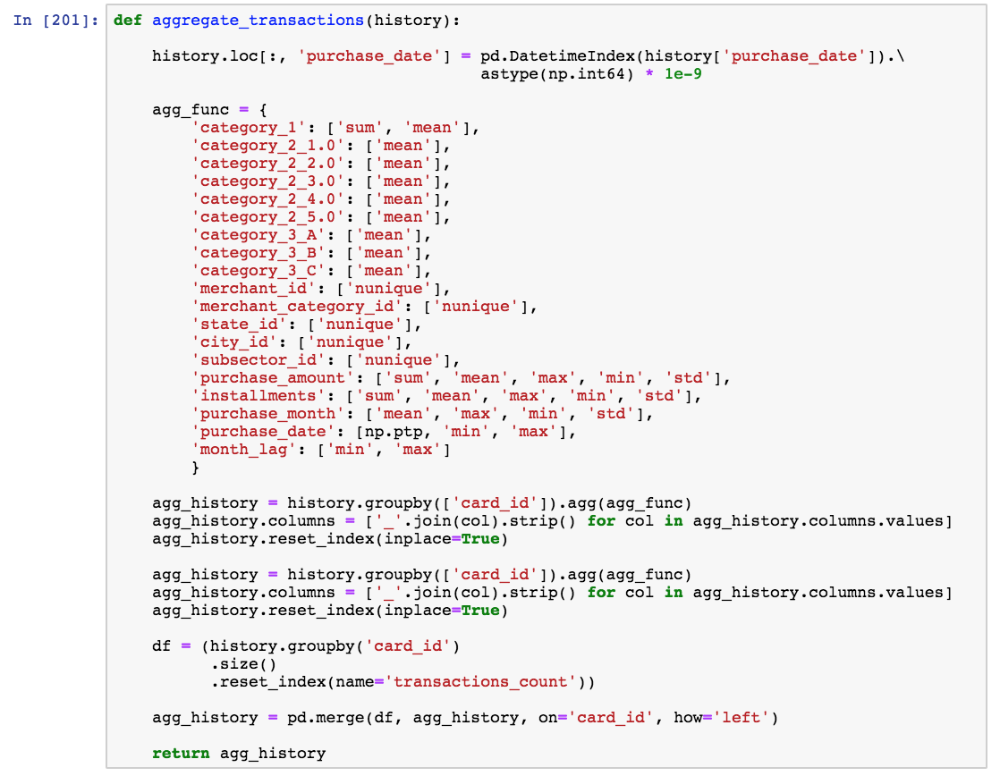 In [201]: def aggregate_transactions(history):
history.loc[:, 'purchase_date'] = pd.DatetimeIndex(history['purchase_date']).\
astype(np.int64) * 1e-9
agg_func = {
'category_1': ['sum', 'mean'],
'category_2_1.0': ['mean'],
'category_2_2.0': ['mean'],
'category_2_3.0': ['mean'],
'category_2_4.0': ['mean'],
'category_2_5.0': ['mean'],
'category_3_A': ['mean'],
'category_3_B': ['mean'],
'category_3_C': ['mean'],
'merchant_id': ['nunique'],
'merchant_category_id': ['nunique'],
'state_id': ['nunique'],
'city_id': ['nunique'],
'subsector_id': ['nunique'],
'purchase_amount': ['sum', 'mean', 'max', 'min', 'std'],
'installments': ['sum', 'mean', 'max', 'min', 'std'],
'purchase_month': ['mean', 'max', 'min', 'std'],
'purchase_date': [np.ptp, 'min', 'max'],
'month_lag': ['min', 'max']
}
agg_history = history.groupby(['card_id']).agg(agg_func)
agg_history.columns = ['_'.join(col).strip() for col in agg_history.columns.values]
agg_history.reset_index(inplace=True)
agg_history = history.groupby(['card_id']).agg(agg_func)
agg_history.columns = ['_'.join(col).strip() for col in agg_history.columns.values]
agg_history.reset_index(inplace=True)
df = (history.groupby('card_id')
.size()
.reset_index(name='transactions_count'))
agg_history = pd.merge(df, agg_history, on='card_id', how='left')
return agg_history